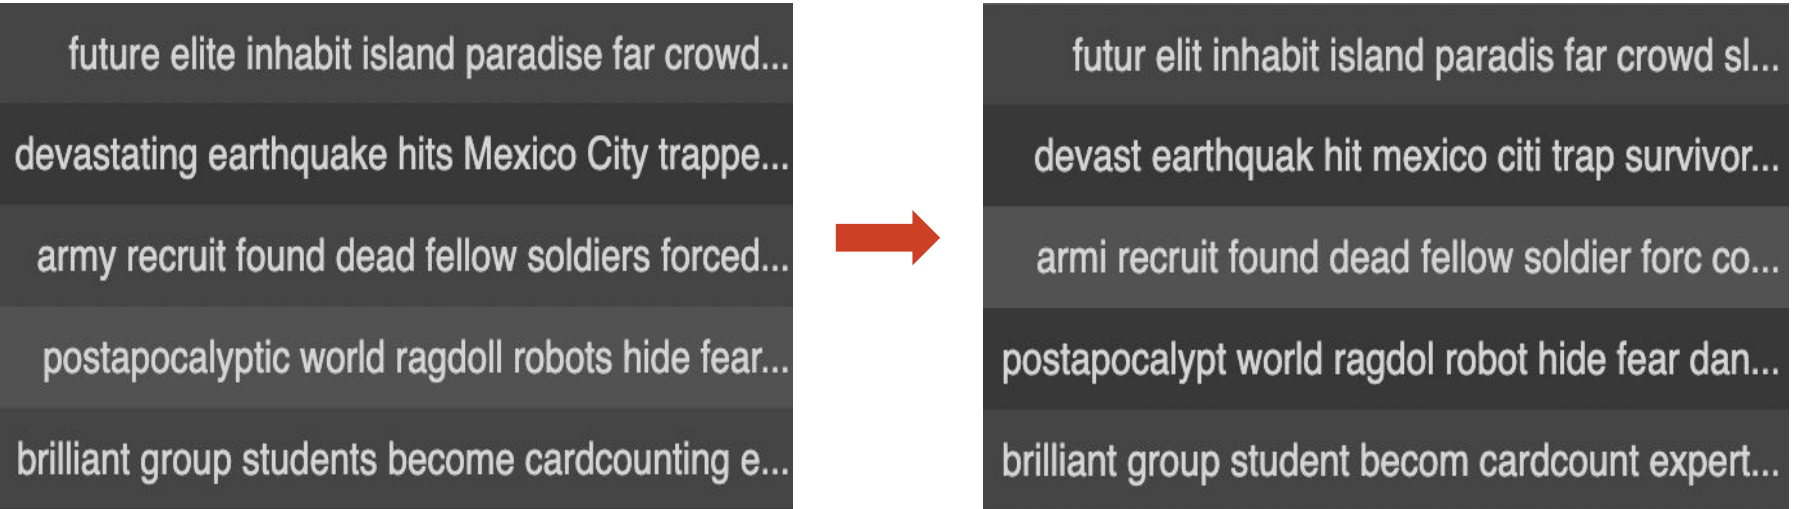 future elite inhabit island paradise far crowd...
devastating earthquake hits Mexico City trappe...
army recruit found dead fellow soldiers forced...
postapocalyptic world ragdoll robots hide fear...
brilliant group students become cardcounting e...
futur elit inhabit island paradis far crowd sl...
devast earthquak hit mexico citi trap survivor...
armi recruit found dead fellow soldier forc co...
postapocalypt world ragdol robot hide fear dan...
brilliant group student becom cardcount expert...